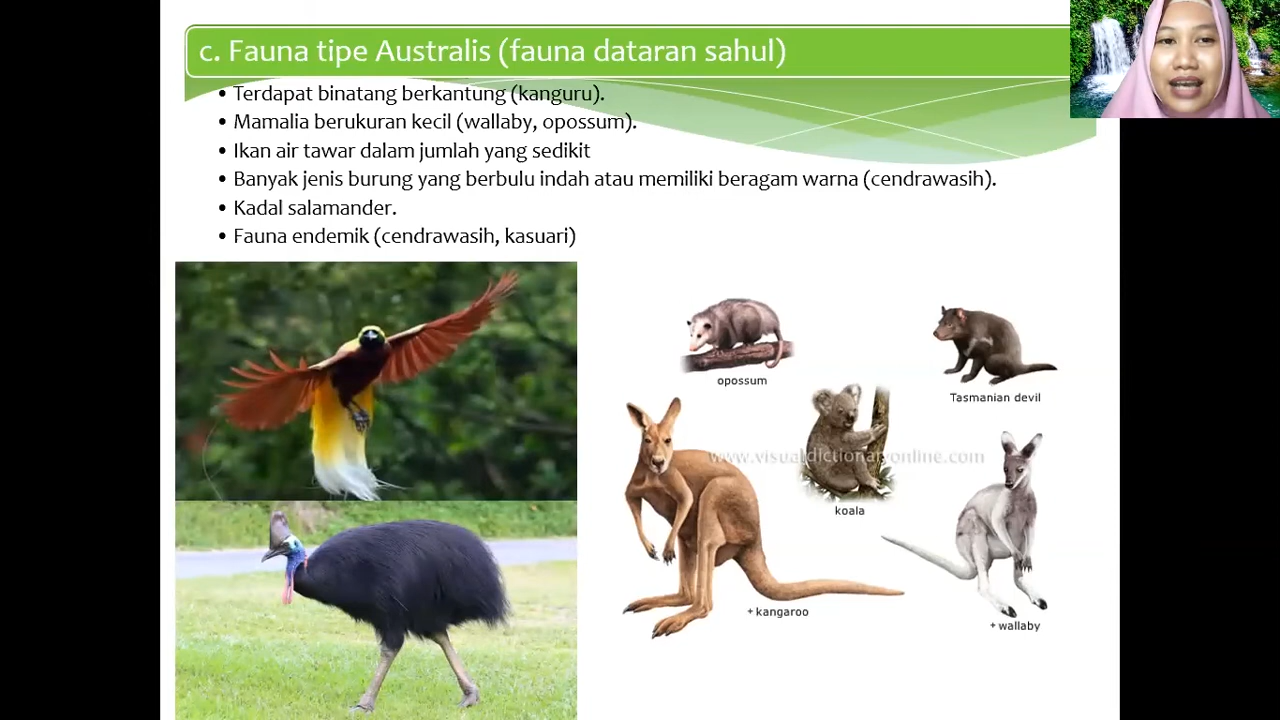 c. Fauna tipe Australis (fauna dataran sahul)
• Terdapat binatang berkantung (kanguru).
• Mamalia berukuran kecil (wallaby, opossum).
• Ikan air tawar dalam jumlah yang sedikit
• Banyak jenis burung yang berbulu indah atau memiliki beragam warna (cendrawasih).
• Kadal salamander.
• Fauna endemik (cendrawasih, kasuari)
opossum
Tasmanian devil
www.visualdictionaryonline.com
koala
+ kangaroo
+ wallaby